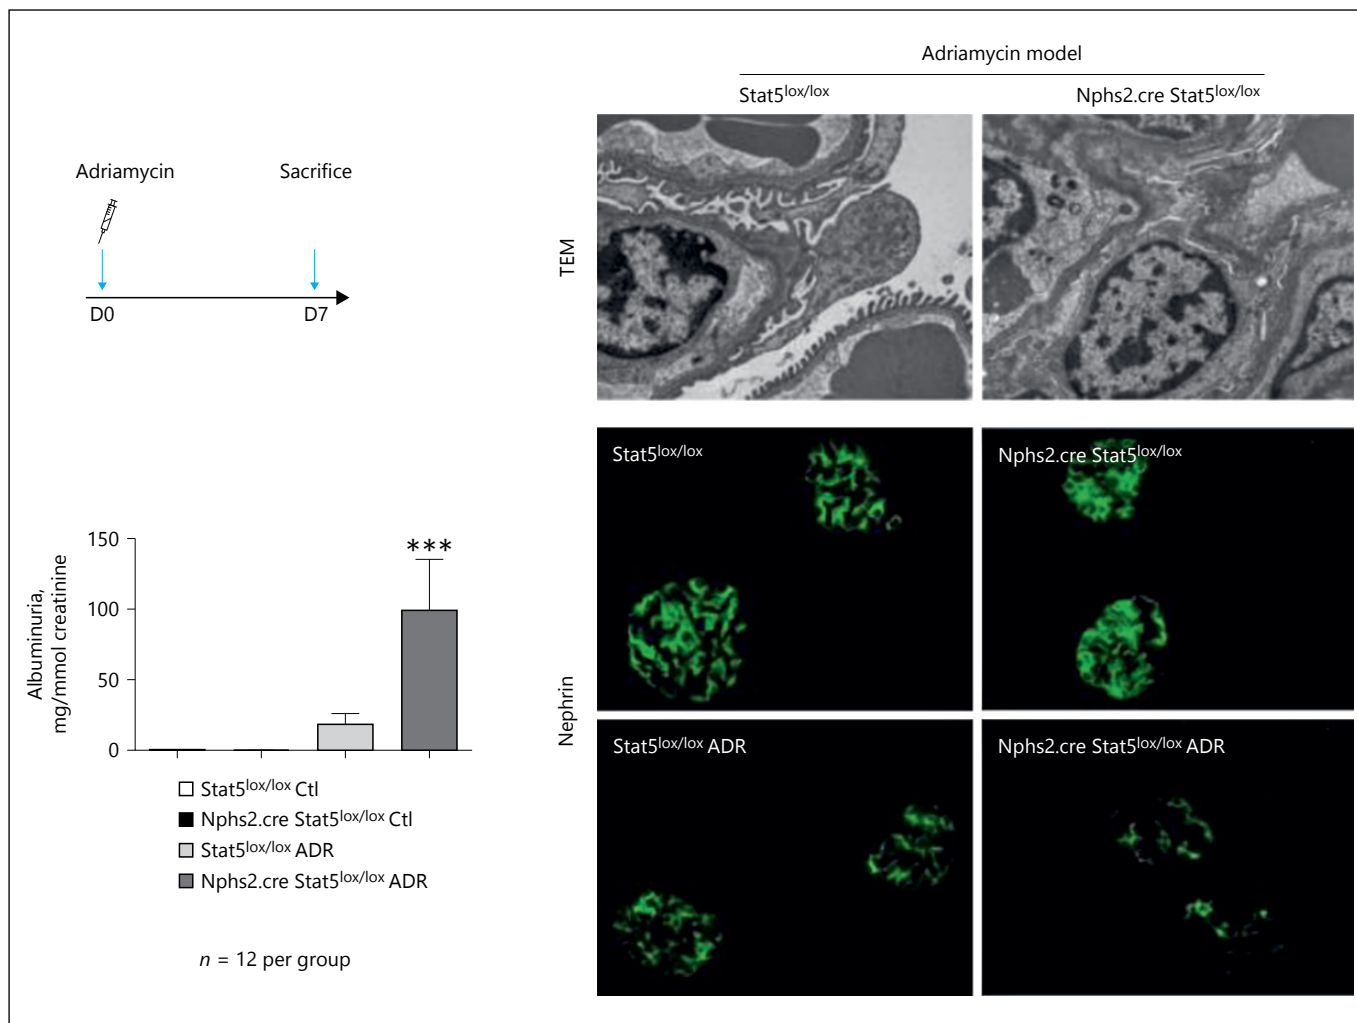 Adriamycin model
Stat5lox/lox
Nphs2.cre Stat5lox/lox
Adriamycin
Sacrifice
D0
D7
TEM
Albuminuria,
mg/mmol creatinine
150
100
50
0
***
Stat5lox/lox Ctl
Nphs2.cre Stat5lox/lox Ctl
Stat5lox/lox ADR
Nphs2.cre Stat5lox/lox ADR
n = 12 per group
Nephrin
Stat5lox/lox
Nphs2.cre Stat5lox/lox
Stat5lox/lox ADR
Nphs2.cre Stat5lox/lox ADR